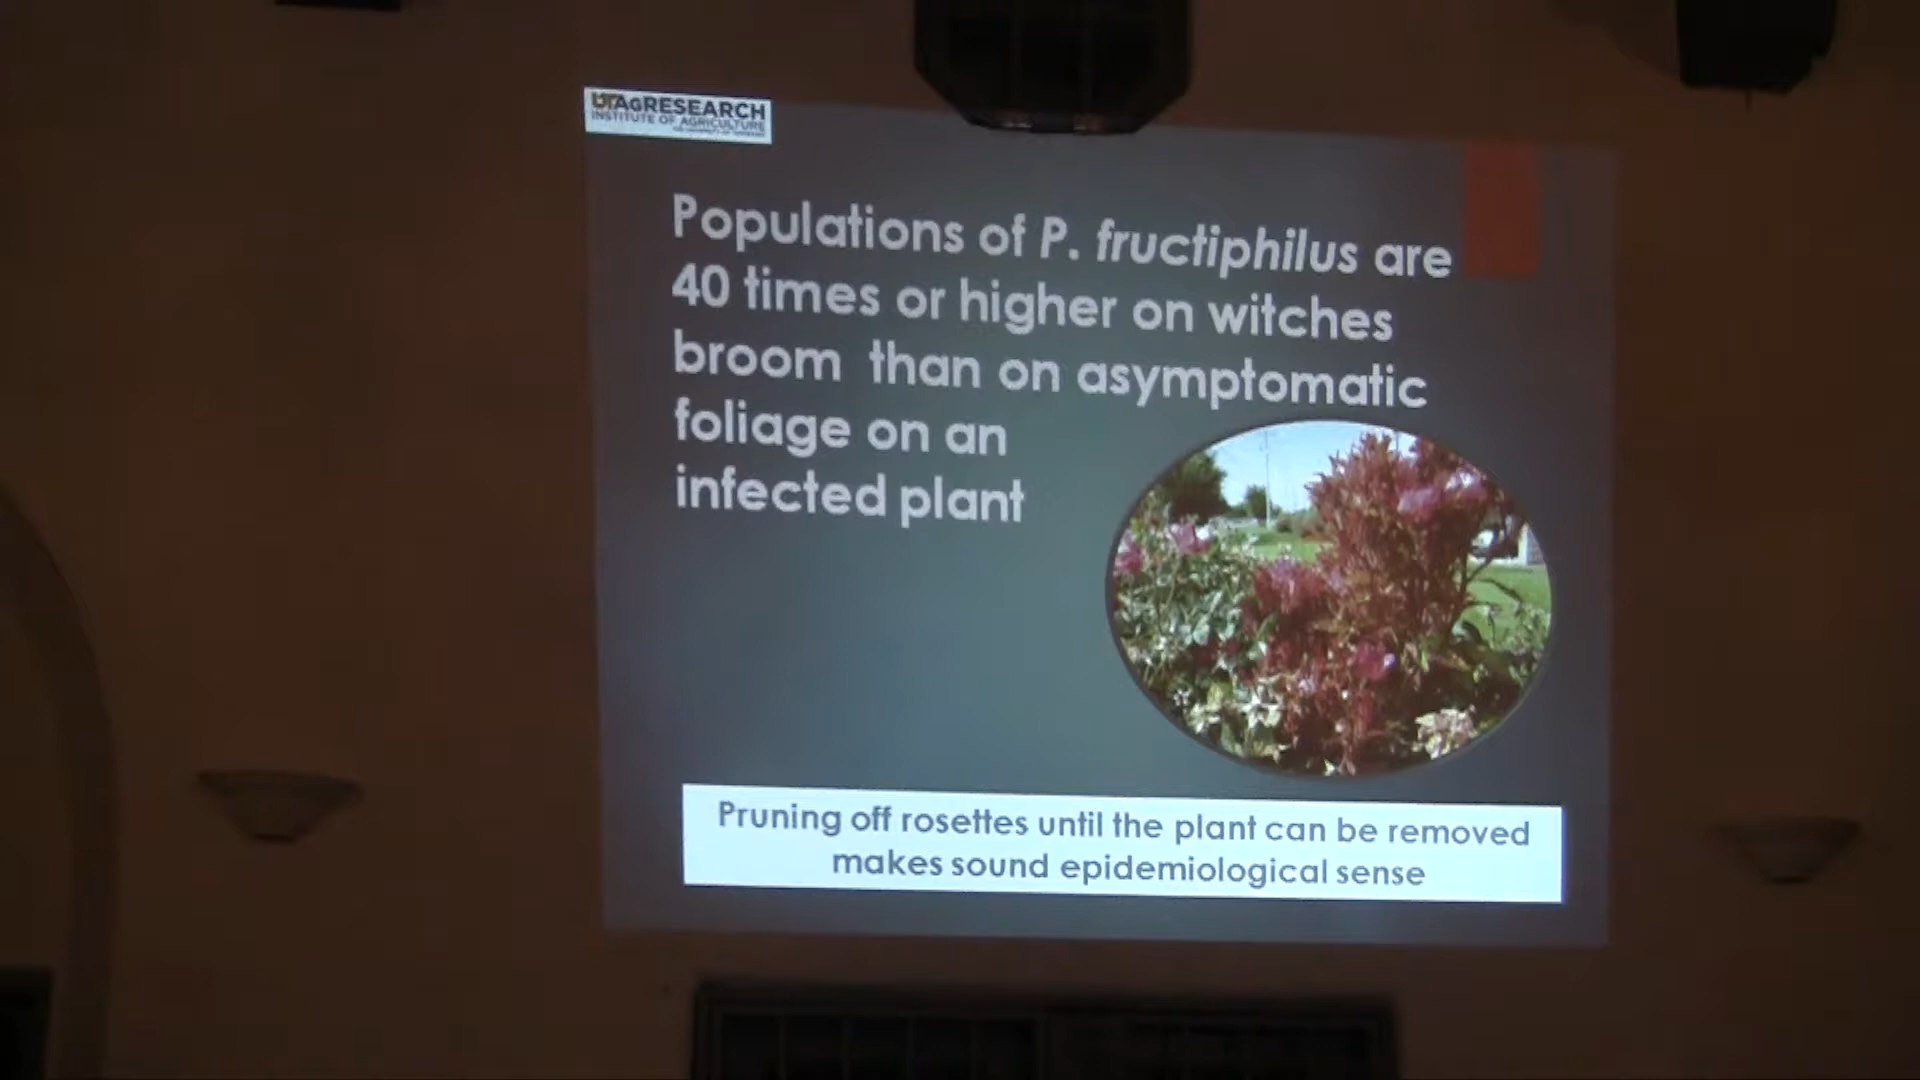 UTAGRESEARCH
INSTITUTE OF AGRICULTURE
Populations of P. fructiphilus are
40 times or higher on witches
broom than on asymptomatic
foliage on an
infected plant
Pruning off rosettes until the plant can be removed
makes sound epidemiological sense